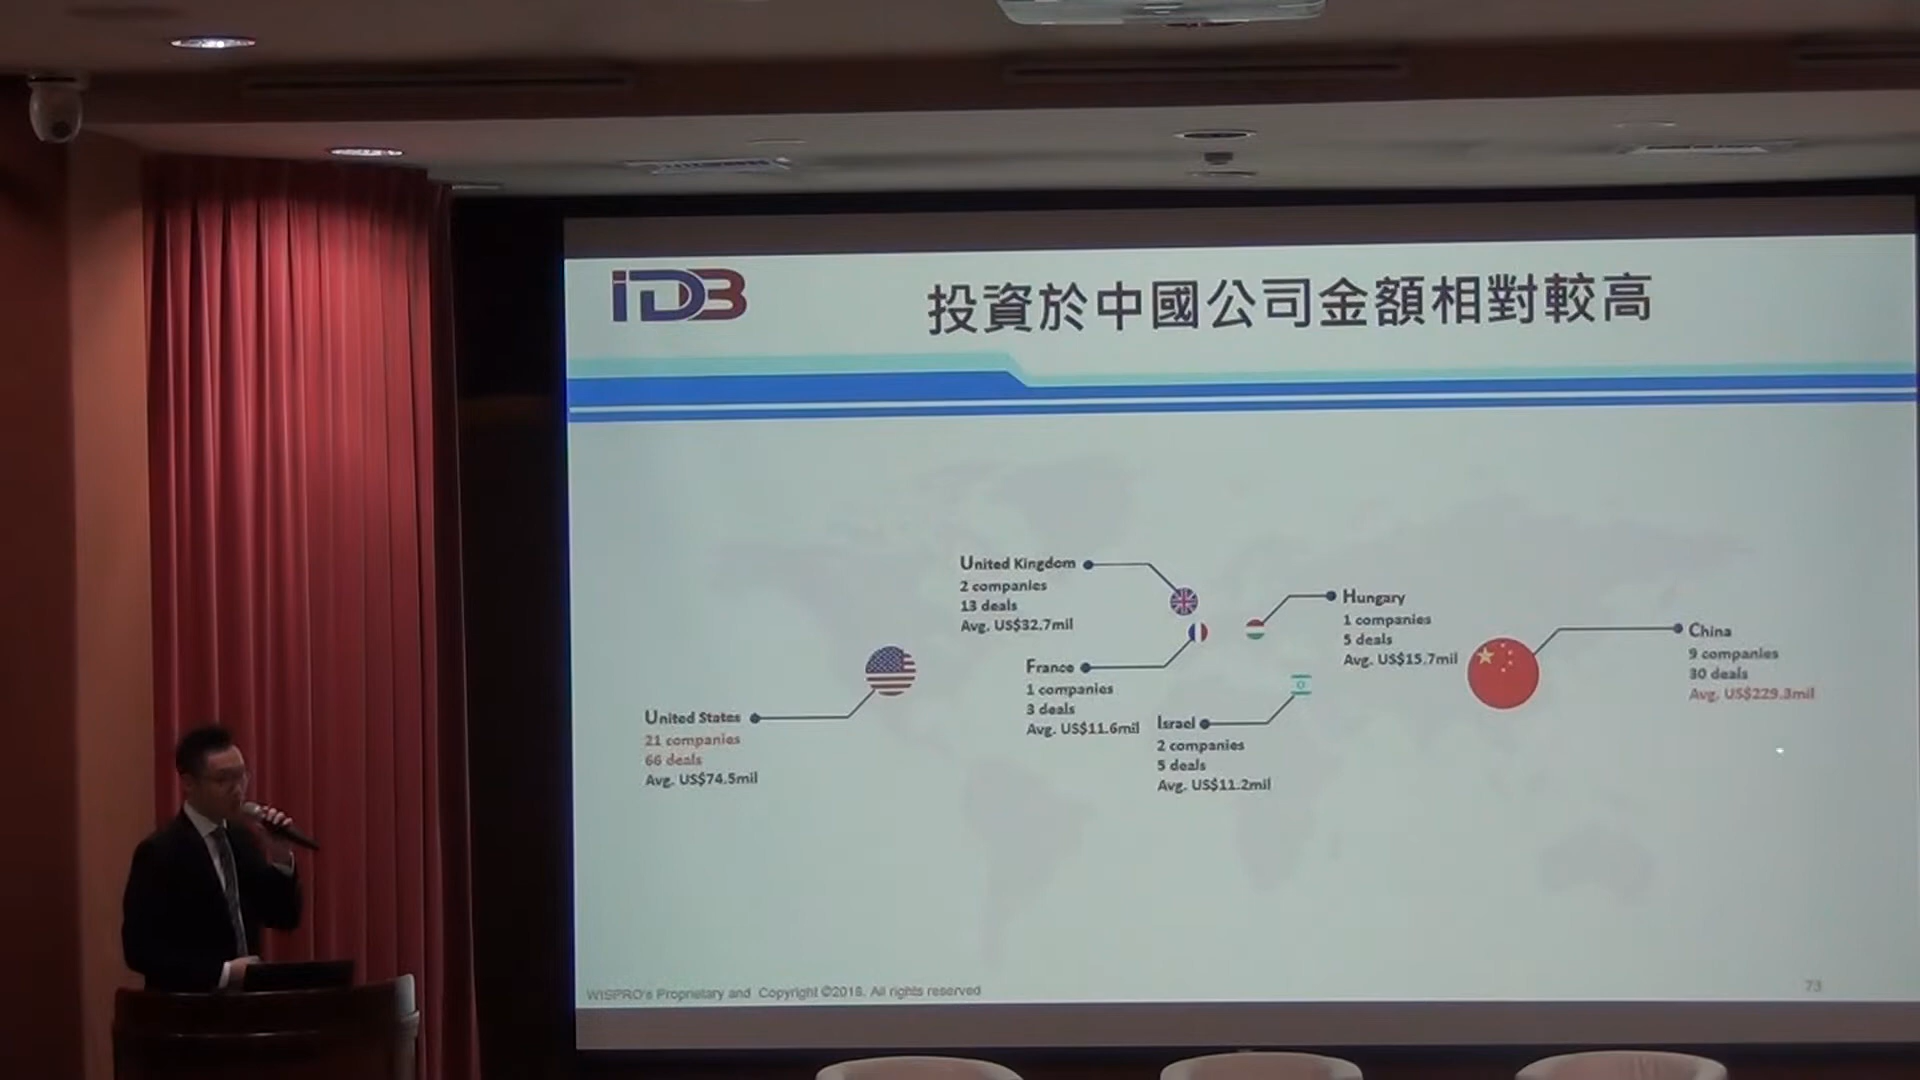 iDB
投資於中國公司金額相對較高
United Kingdom
2 companies
13 deals
Avg. US$32.7mil
Hungary
1 companies
5 deals
Avg. US$15.7mil
China
9 companies
30 deals
Avg. US$229.3mil
France
1 companies
3 deals
Avg. US$11.6mil
United States
21 companies
66 deals
Avg. US$74.5mil
Israel
2 companies
5 deals
Avg. US$11.2mil
WISPRO's Proprietary and Copyright ©2018. All rights reserved
73